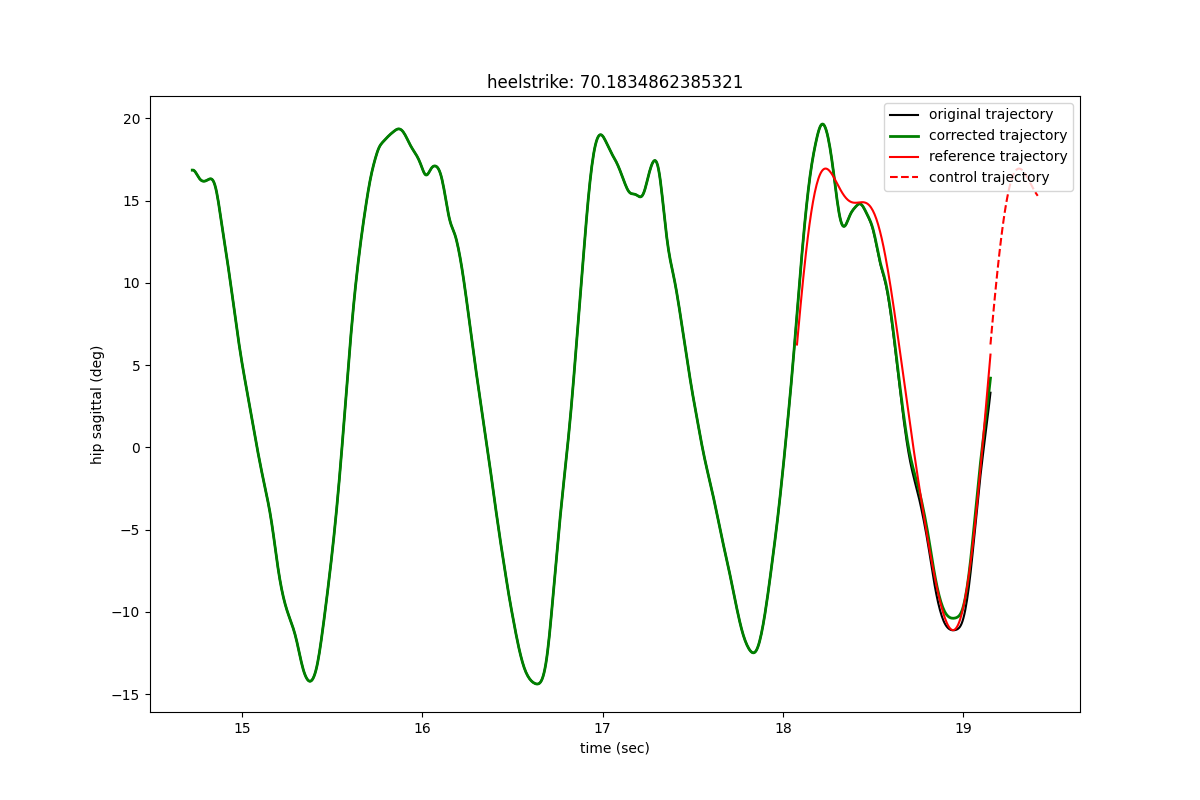 heelstrike: 70.1834862385321
original trajectory
corrected trajectory
reference trajectory
control trajectory
hip sagittal (deg)
20
15
10
5
0
−5
−10
−15
15
16
17
18
19
time (sec)